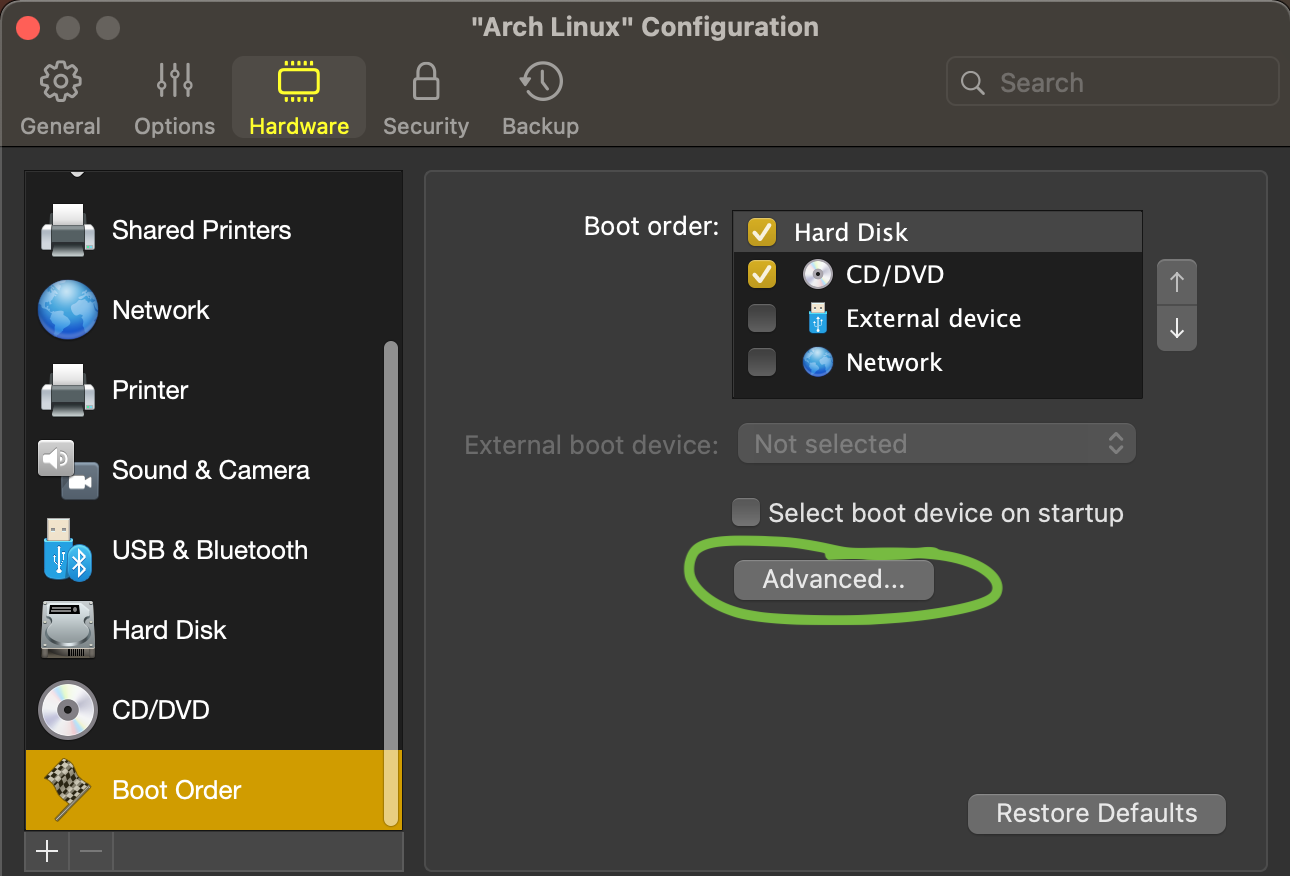 "Arch Linux" Configuration
General
Options
Hardware
Security
Backup
Search
Shared Printers
Network
Printer
Sound & Camera
USB & Bluetooth
Hard Disk
CD/DVD
Boot Order
Boot order:
Hard Disk
CD/DVD
External device
Network
External boot device:
Not selected
Select boot device on startup
Advanced...
Restore Defaults